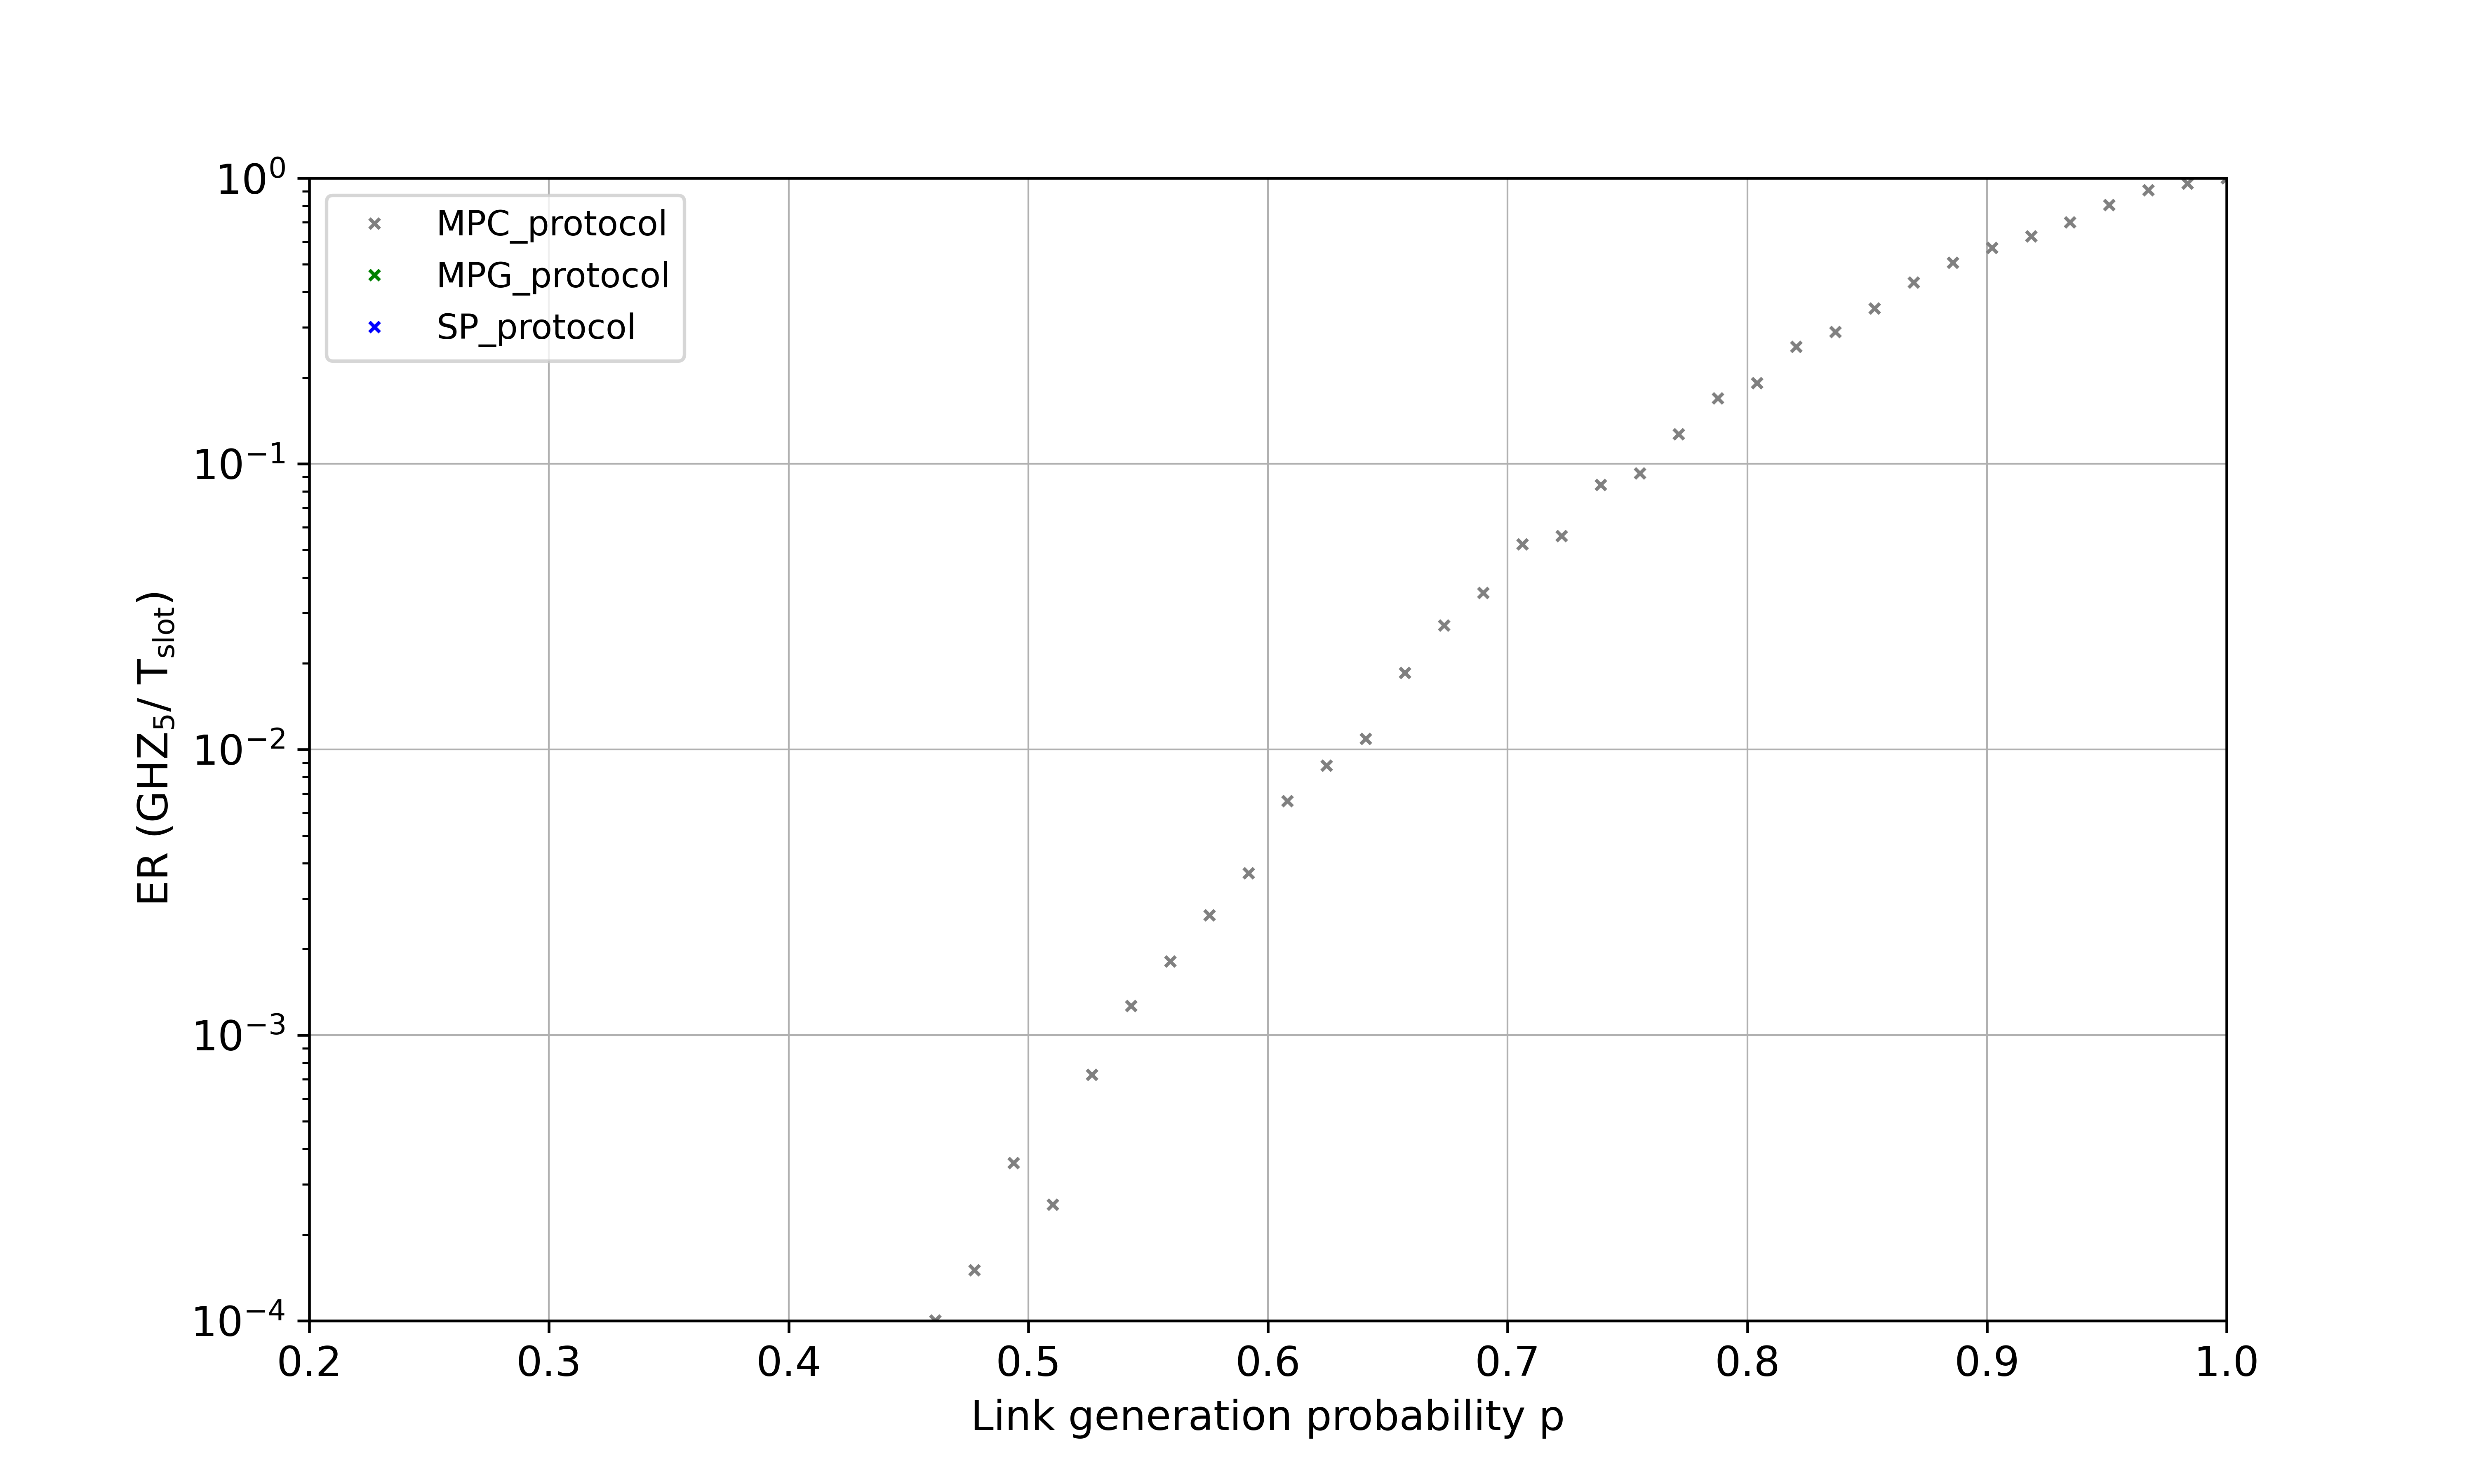 10⁰
10⁻¹
10⁻²
10⁻³
10⁻⁴
ER (GHZ₅/ Tₛₗₒₜ)
MPC_protocol
MPG_protocol
SP_protocol
0.2 0.3 0.4 0.5 0.6 0.7 0.8 0.9 1.0
Link generation probability p